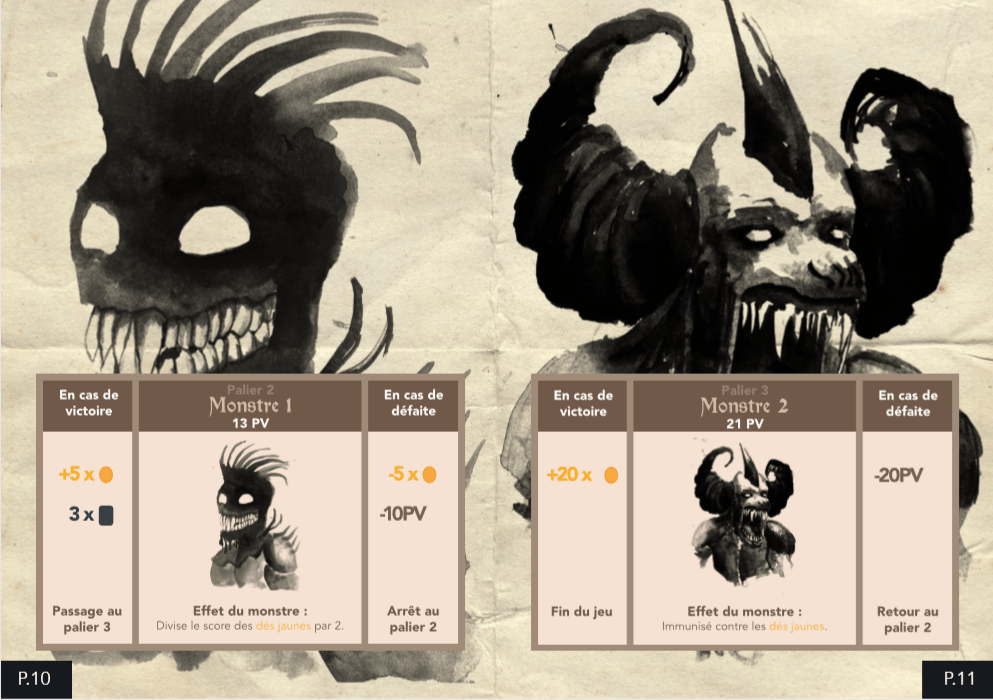 En cas de
victoire
Palier 2
Monstre 1
13 PV
En cas de
défaite
+5 x
3 x
-5 x
-10PV
Passage au
palier 3
Effet du monstre :
Divise le score des dés jaunes par 2.
Arrêt au
palier 2
P.10
En cas de
victoire
Palier 3
Monstre 2
21 PV
En cas de
défaite
+20 x
-20PV
Fin du jeu
Effet du monstre :
Immunisé contre les dés jaunes.
Retour au
palier 2
P.11